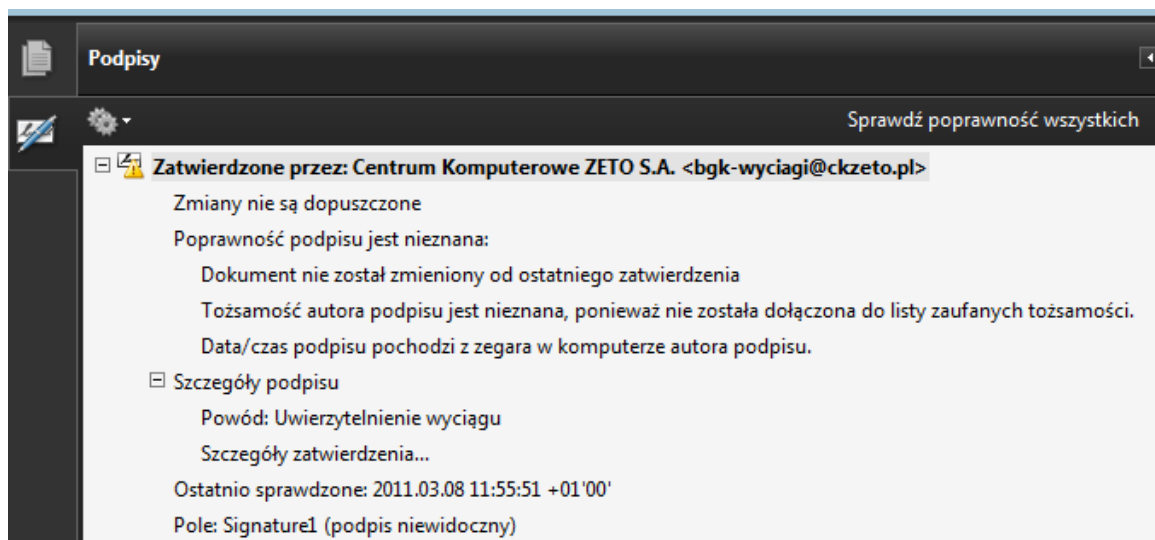 Podpisy
Sprawdź poprawność wszystkich
Zatwierdzone przez: Centrum Komputerowe ZETO S.A. <bgk-wyciagi@ckzeto.pl>
Zmiany nie są dopuszczone
Poprawność podpisu jest nieznana:
Dokument nie został zmieniony od ostatniego zatwierdzenia
Tożsamość autora podpisu jest nieznana, ponieważ nie została dołączona do listy zaufanych tożsamości.
Data/czas podpisu pochodzi z zegara w komputerze autora podpisu.
Szczegóły podpisu
Powód: Uwierzytelnienie wyciągu
Szczegóły zatwierdzenia...
Ostatnio sprawdzone: 2011.03.08 11:55:51 +01'00'
Pole: Signature1 (podpis niewidoczny)